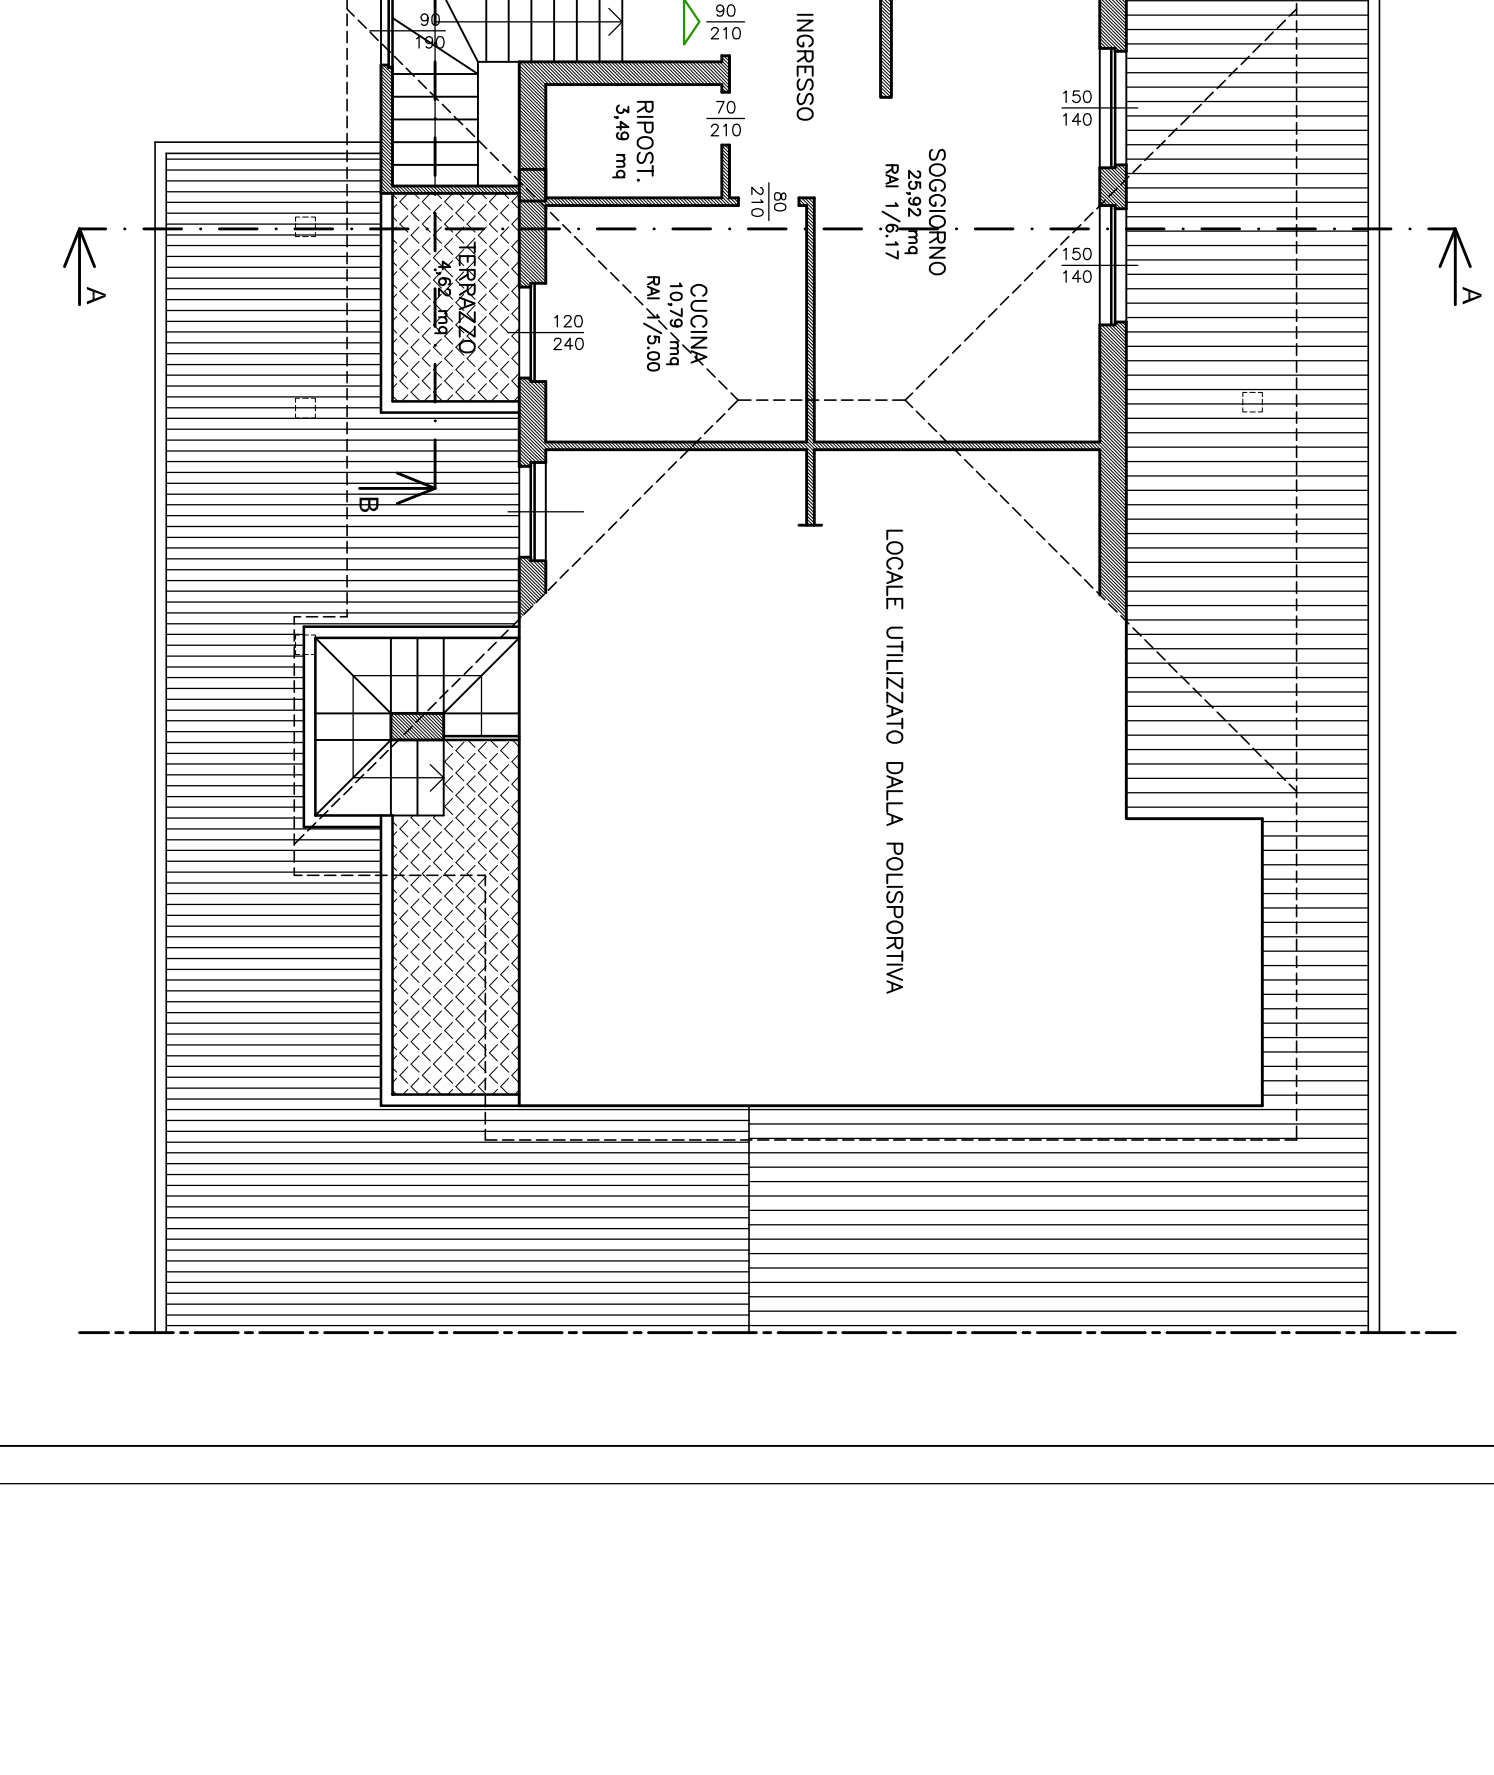 90
190
90
210
INGRESSO
RIPOST.
3,49 mq
70
210
150
140
SOGGIORNO
25,92 mq
RAI 1/6.17
80
210
A
A
150
140
TERRAZZO
4,62 mq
120
240
CUCINA
10,79 mq
RAI 1/5.00
B
LOCALE UTILIZZATO DALLA POLISPORTIVA